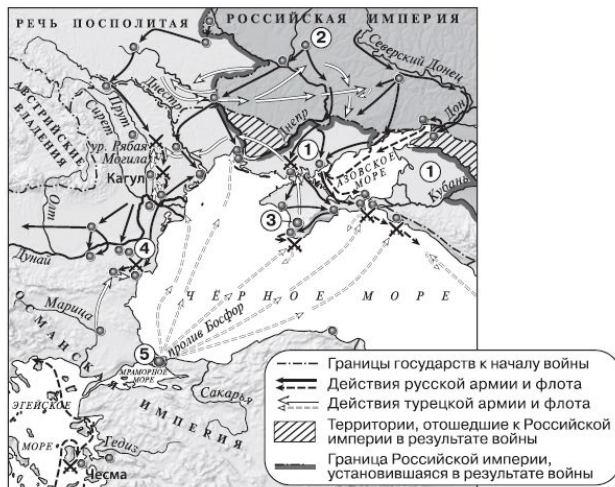 РЕЧЬ ПОСПОЛИТАЯ
РОССИЙСКАЯ ИМПЕРИЯ
2
Северский Донец
Днестр
АВСТРИЙСКИЕ
ВЛАДЕНИЯ
Прут
Сирет
Днепр
Дон
ур. Рябая
Могила
1
АЗОВСКОЕ
МОРЕ
1
Кагул
Кубань
Олт
3
4
Дунай
ЧЁРНОЕ МОРЕ
Марица
пролив Босфор
5
МРАМОРНОЕ
МОРЕ
ОСМАНСКАЯ ИМПЕРИЯ
Сакарья
ЭГЕЙСКОЕ
МОРЕ
Гедиз
Чесма
Границы государств к началу войны
Действия русской армии и флота
Действия турецкой армии и флота
Территории, отошедшие к Российской
империи в результате войны
Граница Российской империи,
установившаяся в результате войны